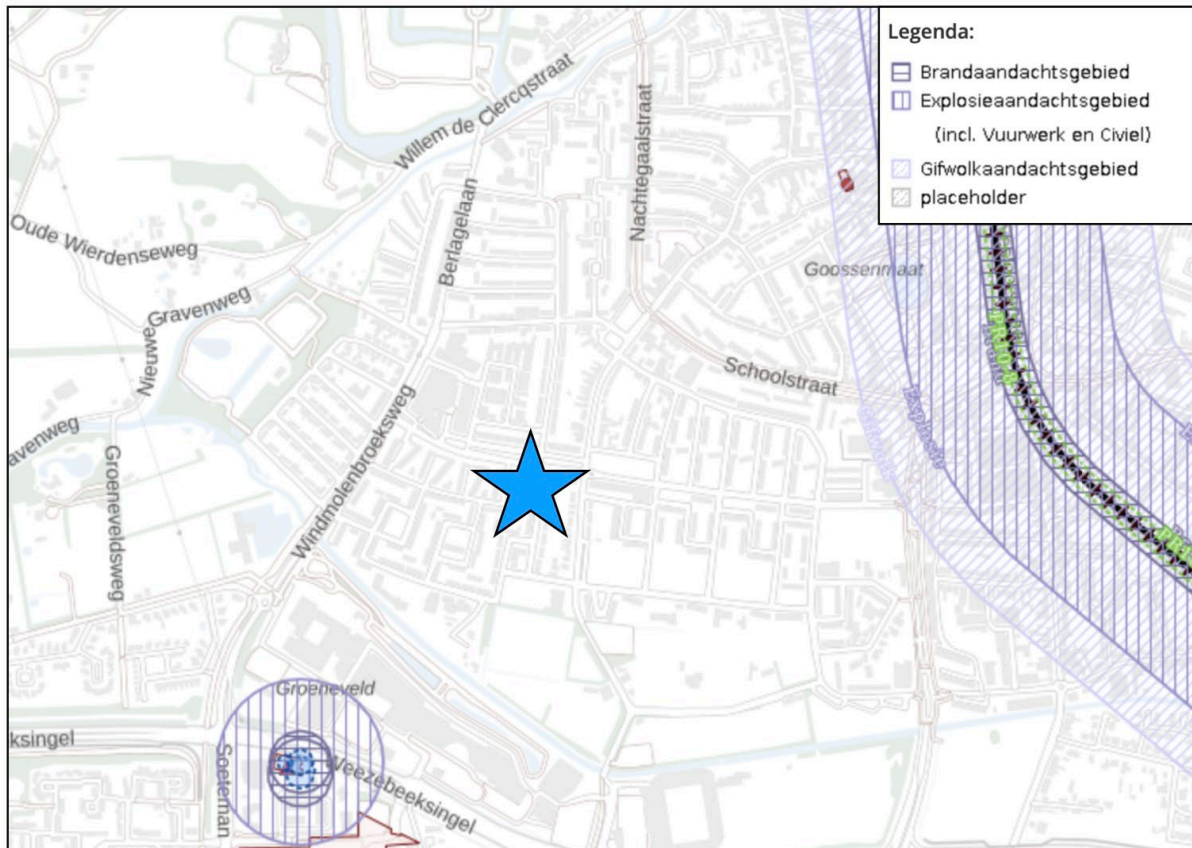 Legenda:
Brandaandachtsgebied
Explosieaandachtsgebied
(incl. Vuurwerk en Civiel)
Gifwolkaandachtsgebied
placeholder
Willem de Clercqstraat
Nachtegaalstraat
Berlagelaan
Oude Wierdenseweg
Goossenmaat
Gravenweg
Nieuwe
Schoolstraat
Explosie
avenweg
Groeneveldsweg
Windmolenbroeksweg
Groeneveld
ksingel
Soeteman
Weezebeeksingel